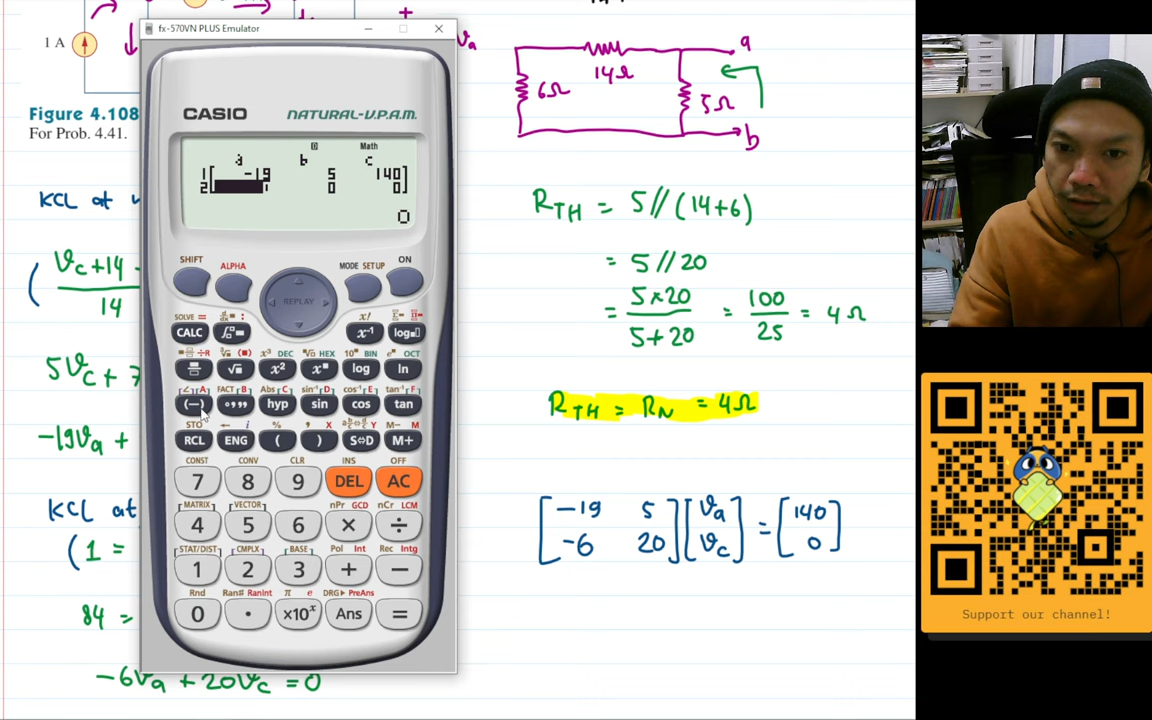 fx-570VN PLUS Emulator
1 A
Figure 4.108
For Prob. 4.41.
CASIO
NATURAL-V.P.A.M.
D Math
a b c
1[ -19 5 140]
2[ 0 0]
0
SHIFT
ALPHA
MODE SETUP
ON
REPLAY
CALC
log
ln
hyp sin cos tan
RCL ENG ( ) S⇔D M+
7 8 9 DEL AC
4 5 6 × ÷
1 2 3 + −
0 . ×10ˣ Ans =
+
Va
a
14Ω
6Ω
5Ω
b
RTH = 5//(14+6)
= 5//20
= 5×20 / 5+20 = 100 / 25 = 4Ω
RTH = RN = 4Ω
[-19 5 [Va = [140
-6 20] Vc] 0]
KCL at
( Vc+14 / 14
5Vc +
-19Va +
KCL at
(1 =
84 =
-6Va + 20Vc = 0
Support our channel!